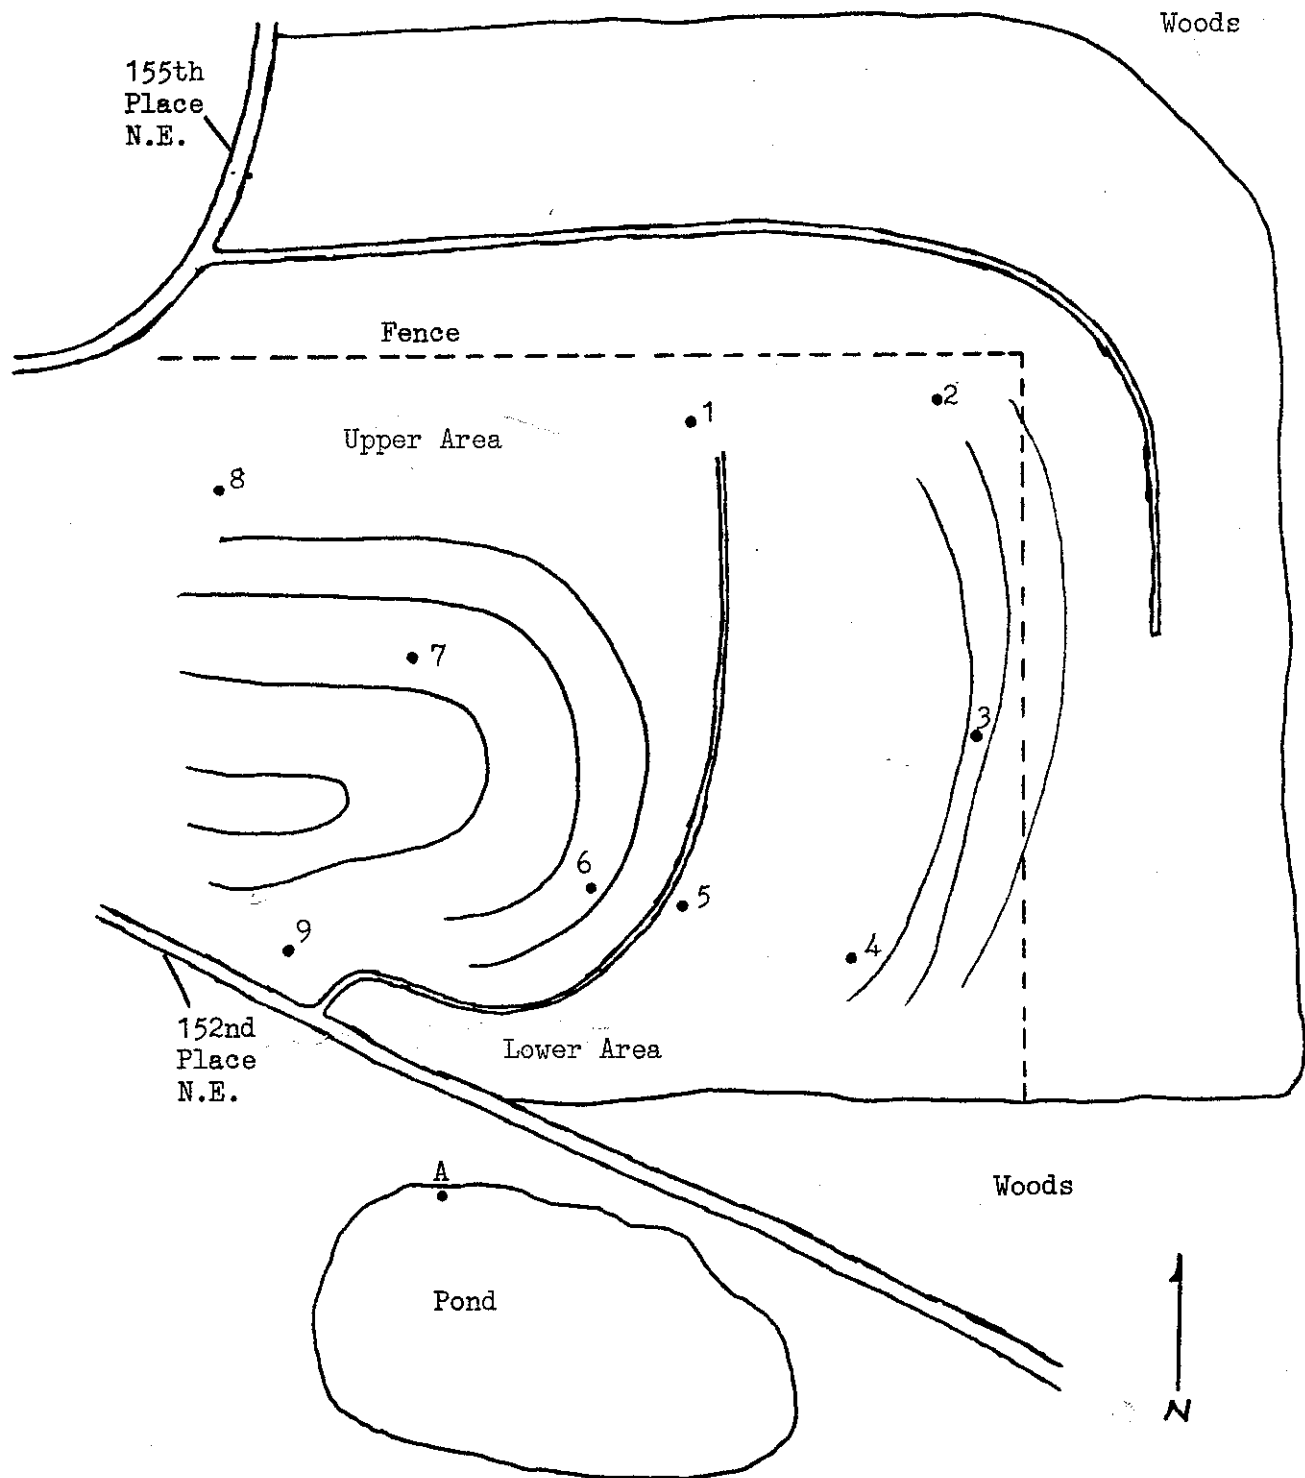 Woods
155th
Place
N.E.
Fence
2
1
Upper Area
8
7
3
6
5
4
9
152nd
Place
N.E.
Lower Area
A
Woods
Pond
N